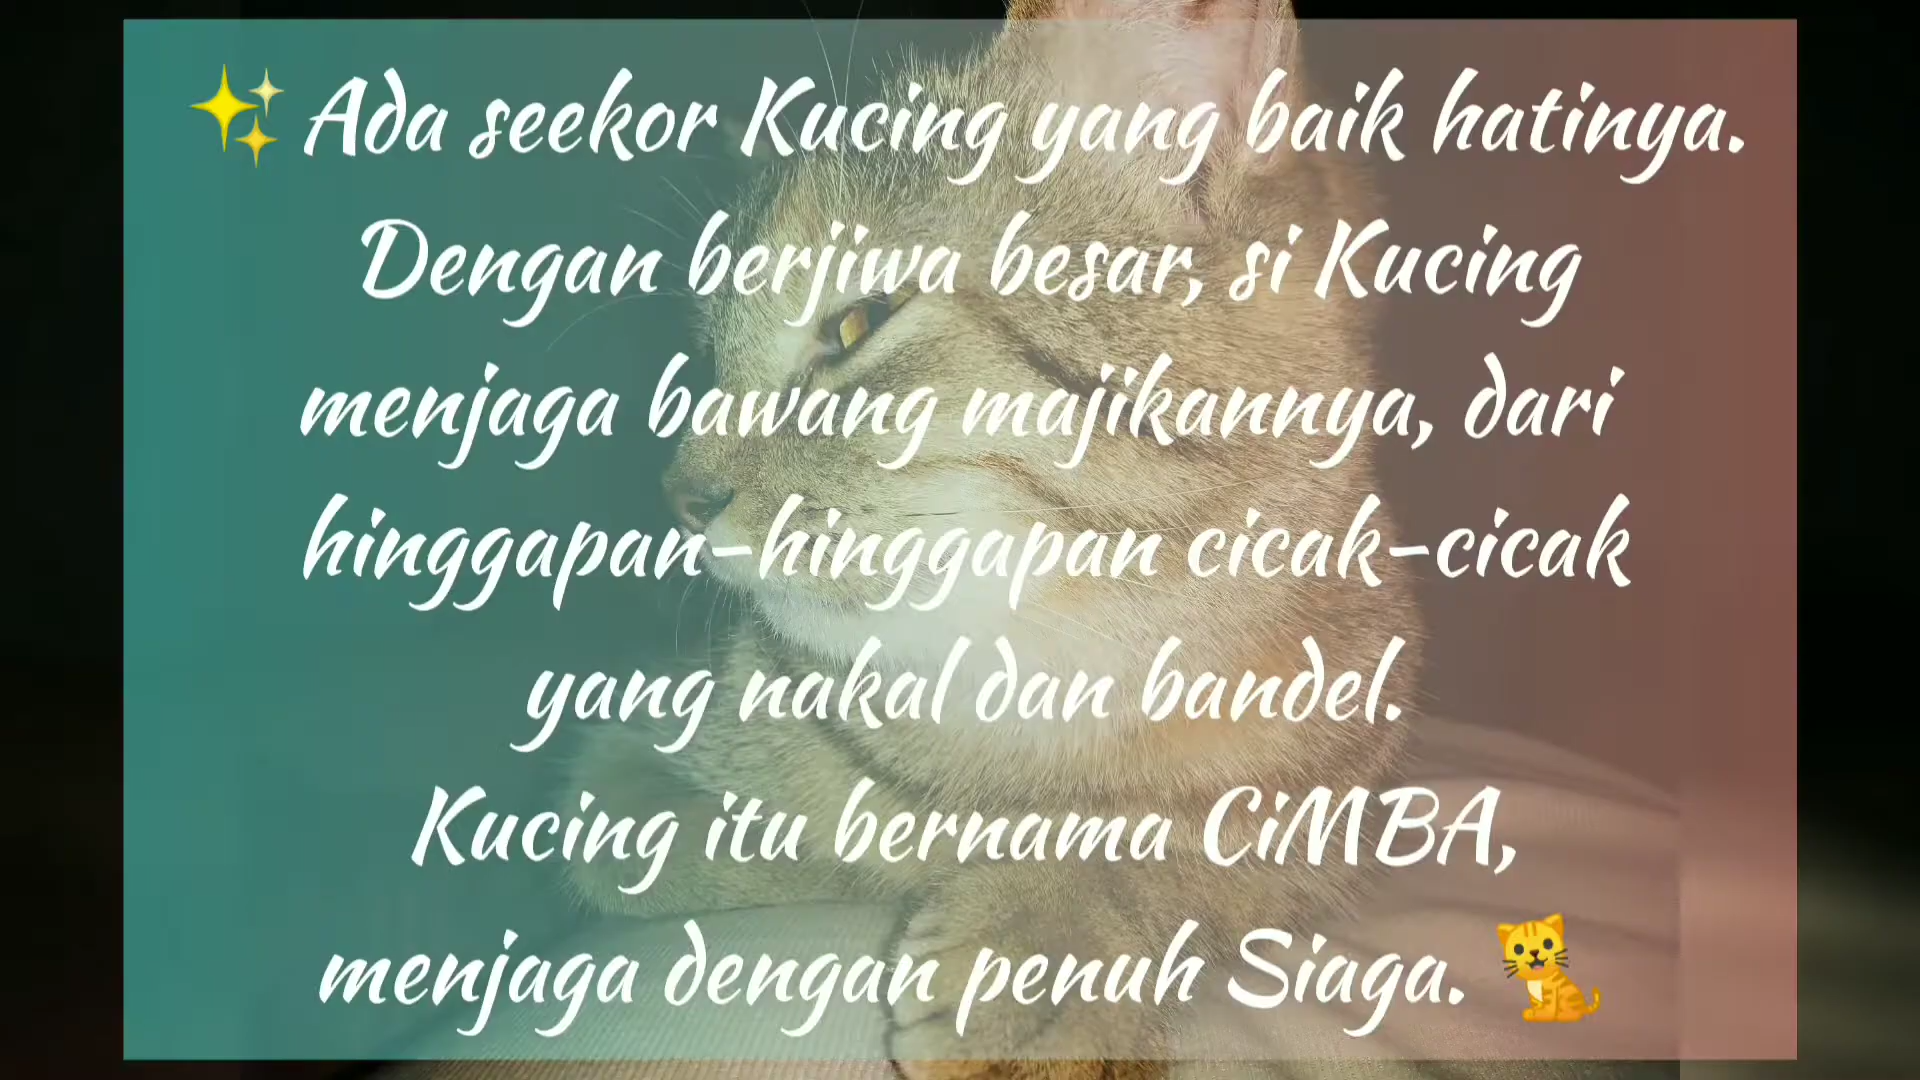 ✨ Ada seekor Kucing yang baik hatinya.
Dengan berjiwa besar, si Kucing
menjaga bawang majikannya, dari
hinggapan-hinggapan cicak-cicak
yang nakal dan bandel.
Kucing itu bernama CiMBA,
menjaga dengan penuh Siaga. 🐈